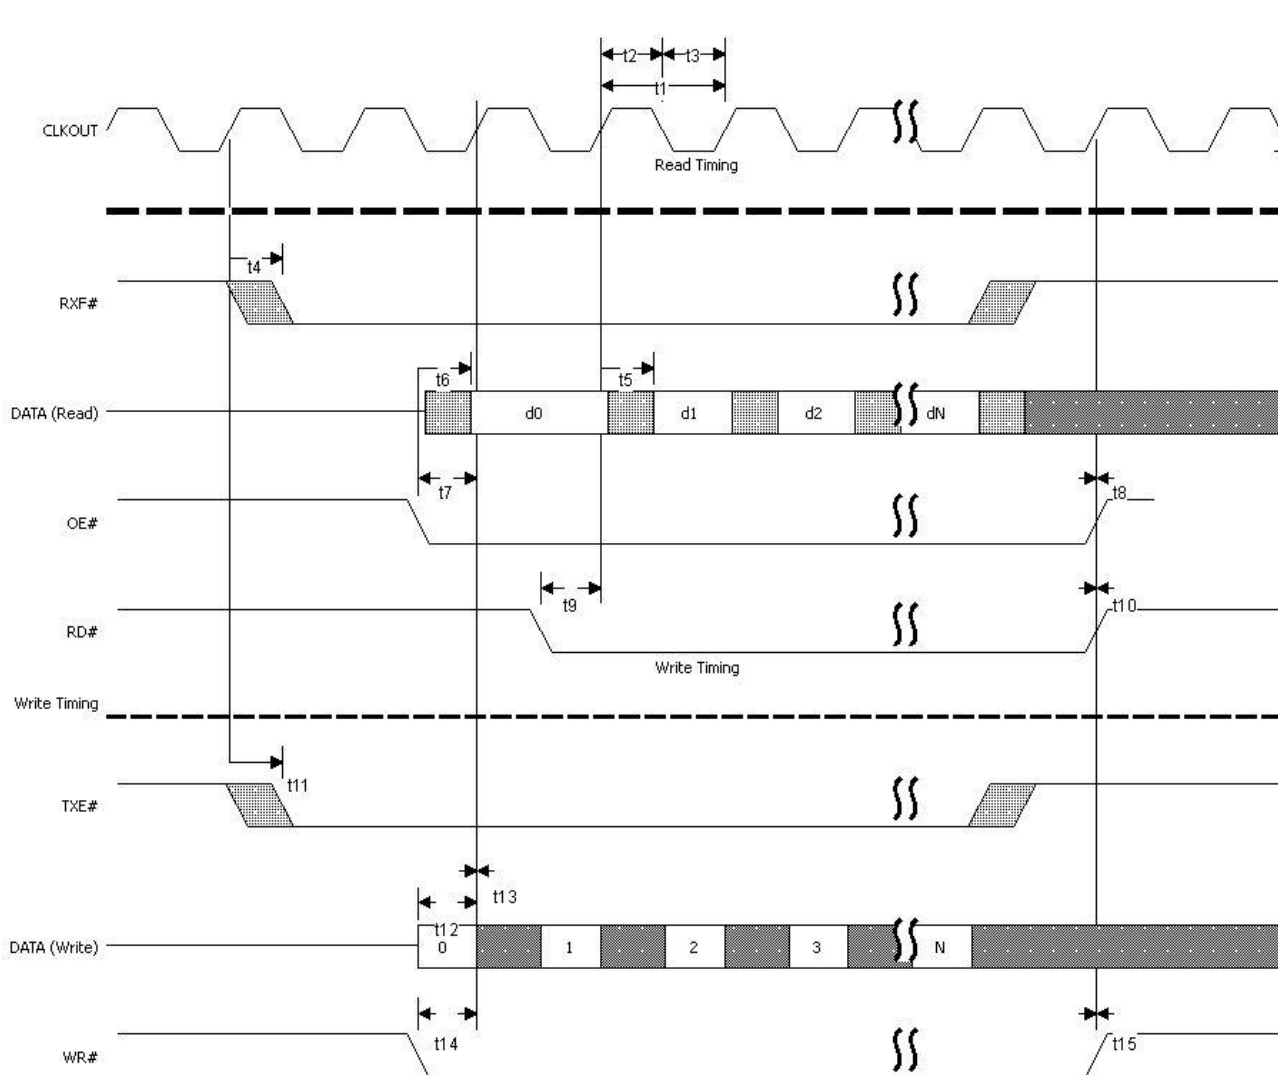 t2 t3
t1
CLKOUT
Read Timing
t4
RXF#
t6 t5
DATA (Read) d0 d1 d2 dN
t7 t8
OE#
t9 t10
RD#
Write Timing
Write Timing
t11
TXE#
t13
t12
DATA (Write) 0 1 2 3 N
t14 t15
WR#